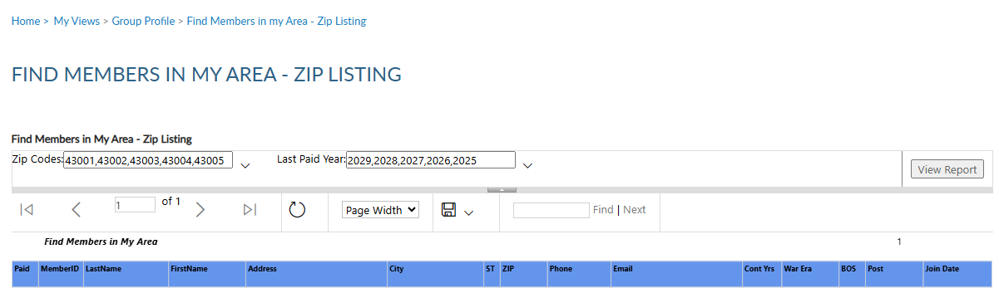 Home > My Views > Group Profile > Find Members in my Area - Zip Listing
FIND MEMBERS IN MY AREA - ZIP LISTING
Find Members in My Area - Zip Listing
Zip Codes: 43001,43002,43003,43004,43005 Last Paid Year: 2029,2028,2027,2026,2025 View Report
1 of 1 Page Width Find | Next
Find Members in My Area 1
Paid MemberID LastName FirstName Address City ST ZIP Phone Email Cont Yrs War Era BOS Post Join Date